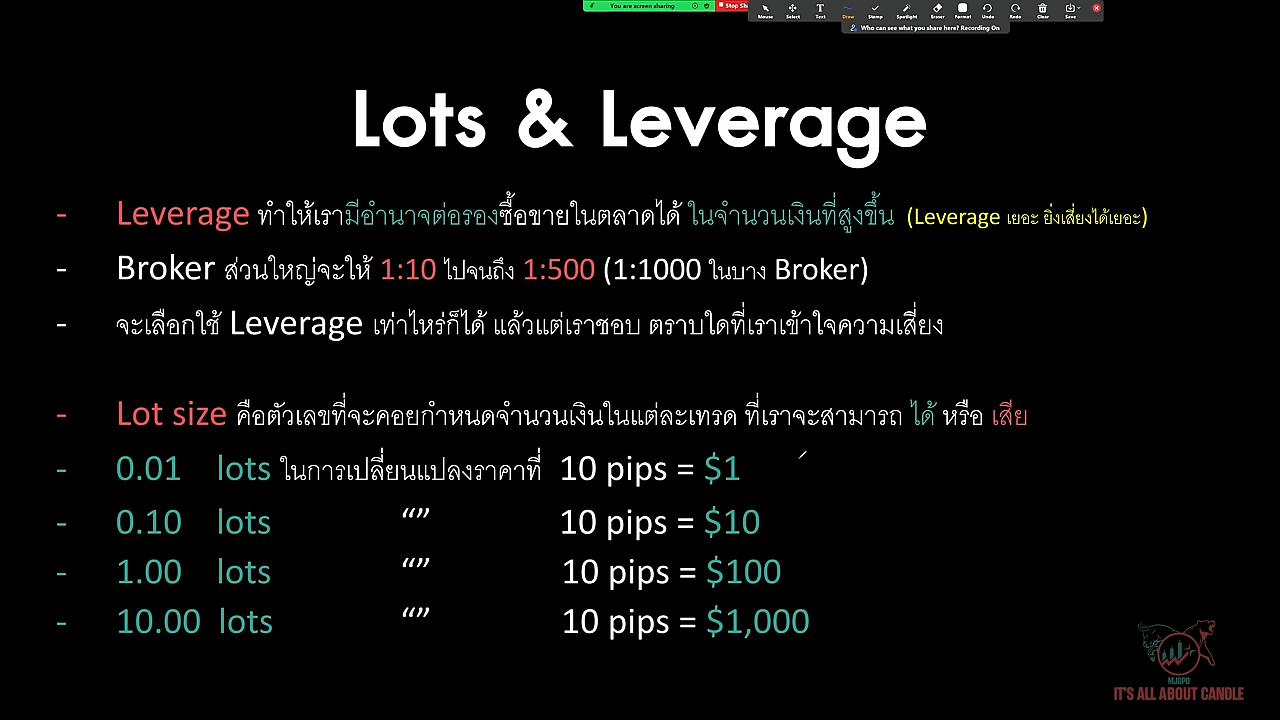 You are screen sharing
Stop Sha
Mouse Select Text Draw Stamp Spotlight Eraser Format Undo Redo Clear Save
Who can see what you share here? Recording On
Lots & Leverage
- Leverage ทำให้เรามีอำนาจต่อรองซื้อขายในตลาดได้ ในจำนวนเงินที่สูงขึ้น (Leverage เยอะ ยิ่งเสี่ยงได้เยอะ)
- Broker ส่วนใหญ่จะให้ 1:10 ไปจนถึง 1:500 (1:1000 ในบาง Broker)
- จะเลือกใช้ Leverage เท่าไหร่ก็ได้ แล้วแต่เราชอบ ตราบใดที่เราเข้าใจความเสี่ยง
- Lot size คือตัวเลขที่จะคอยกำหนดจำนวนเงินในแต่ละเทรด ที่เราจะสามารถ ได้ หรือ เสีย
- 0.01 lots ในการเปลี่ยนแปลงราคาที่ 10 pips = $1
- 0.10 lots “” 10 pips = $10
- 1.00 lots “” 10 pips = $100
- 10.00 lots “” 10 pips = $1,000
MJOPO
IT'S ALL ABOUT CANDLE